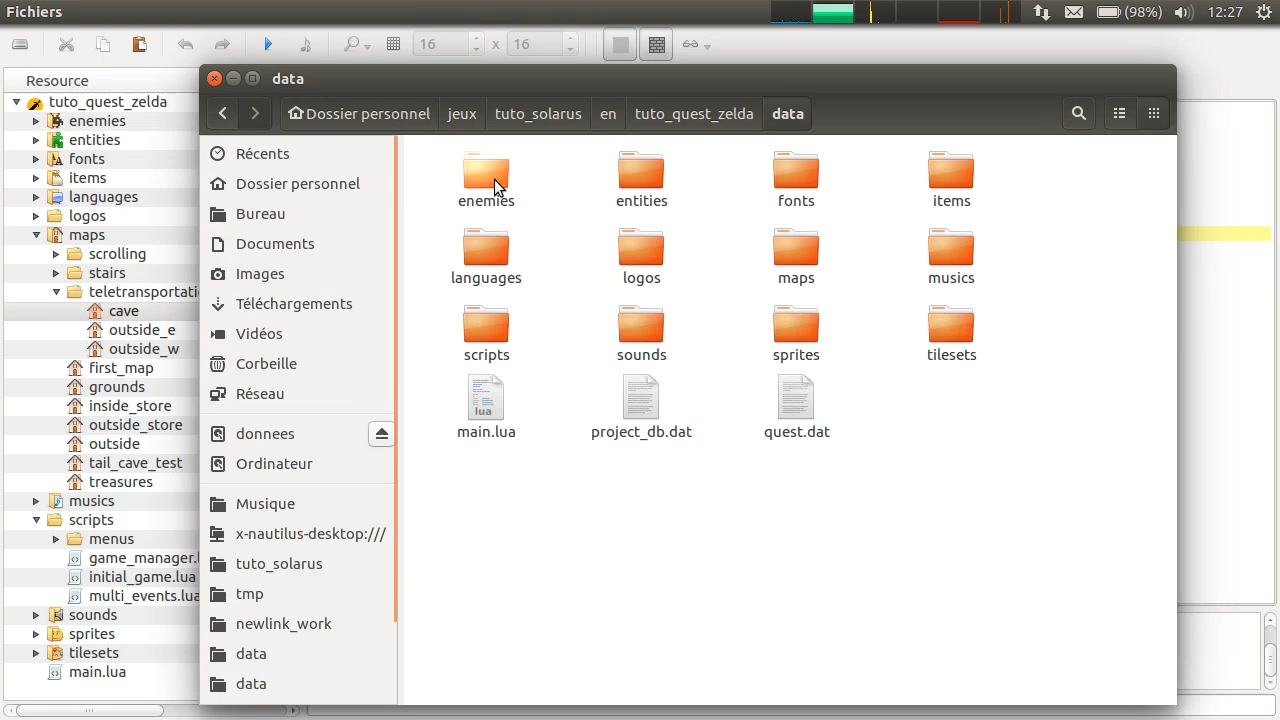 Fichiers
(98%)
12:27
16 x 16
Resource
tuto_quest_zelda
enemies
entities
fonts
items
languages
logos
maps
scrolling
stairs
teletransportati
cave
outside_e
outside_w
first_map
grounds
inside_store
outside_store
outside
tail_cave_test
treasures
musics
scripts
menus
game_manager.l
initial_game.lua
multi_events.lua
sounds
sprites
tilesets
main.lua
data
Dossier personnel jeux tuto_solarus en tuto_quest_zelda data
Récents
Dossier personnel
Bureau
Documents
Images
Téléchargements
Vidéos
Corbeille
Réseau
donnees
Ordinateur
Musique
x-nautilus-desktop:///
tuto_solarus
tmp
newlink_work
data
data
enemies entities fonts items
languages logos maps musics
scripts sounds sprites tilesets
lua
main.lua project_db.dat quest.dat